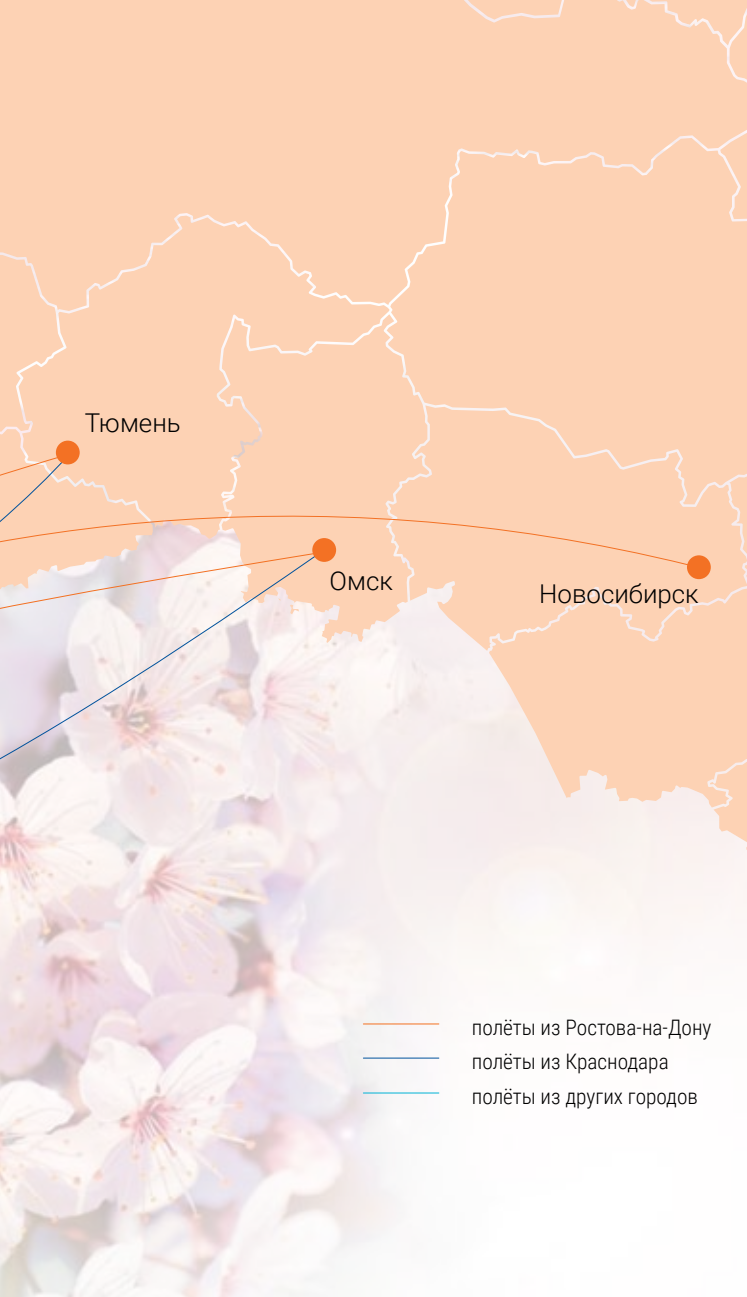 Тюмень
Омск
Новосибирск
полёты из Ростова-на-Дону
полёты из Краснодара
полёты из других городов